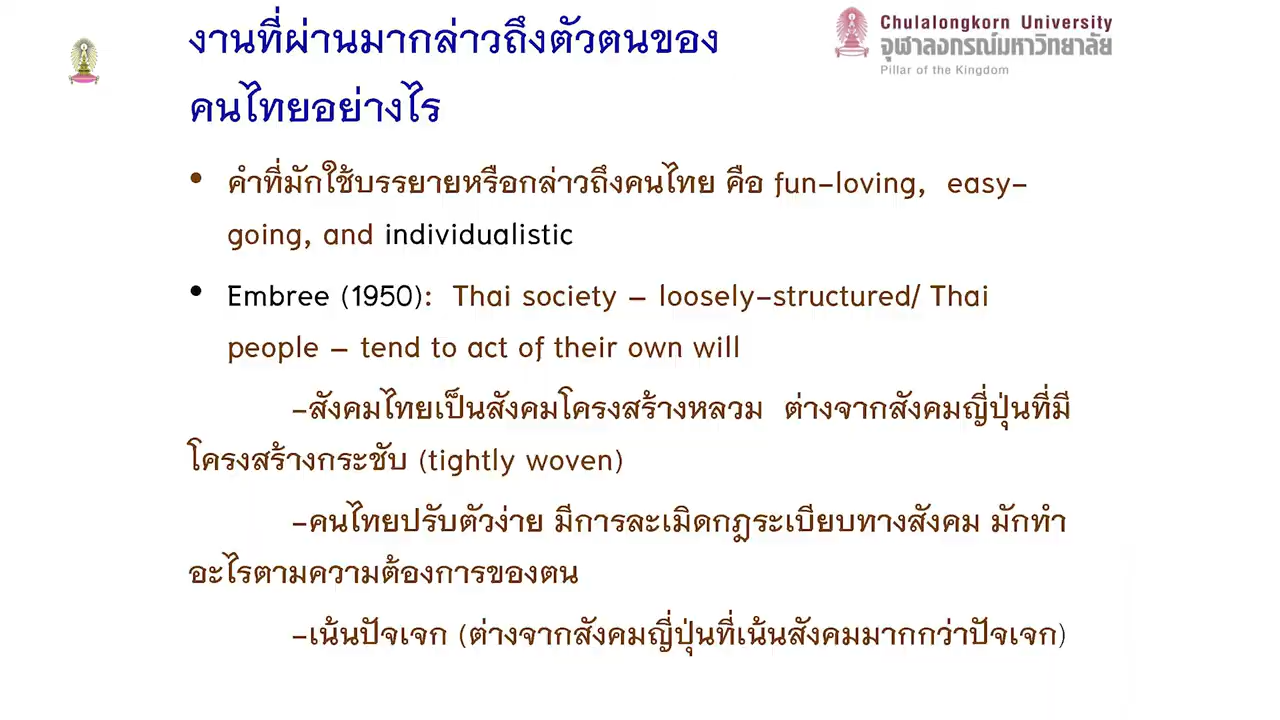 งานที่ผ่านมากล่าวถึงตัวตนของ
คนไทยอย่างไร
Chulalongkorn University
จุฬาลงกรณ์มหาวิทยาลัย
Pillar of the Kingdom
• คำที่มักใช้บรรยายหรือกล่าวถึงคนไทย คือ fun-loving, easy-
going, and individualistic
• Embree (1950): Thai society – loosely-structured/ Thai
people – tend to act of their own will
-สังคมไทยเป็นสังคมโครงสร้างหลวม ต่างจากสังคมญี่ปุ่นที่มี
โครงสร้างกระชับ (tightly woven)
-คนไทยปรับตัวง่าย มีการละเมิดกฎระเบียบทางสังคม มักทำ
อะไรตามความต้องการของตน
-เน้นปัจเจก (ต่างจากสังคมญี่ปุ่นที่เน้นสังคมมากกว่าปัจเจก)